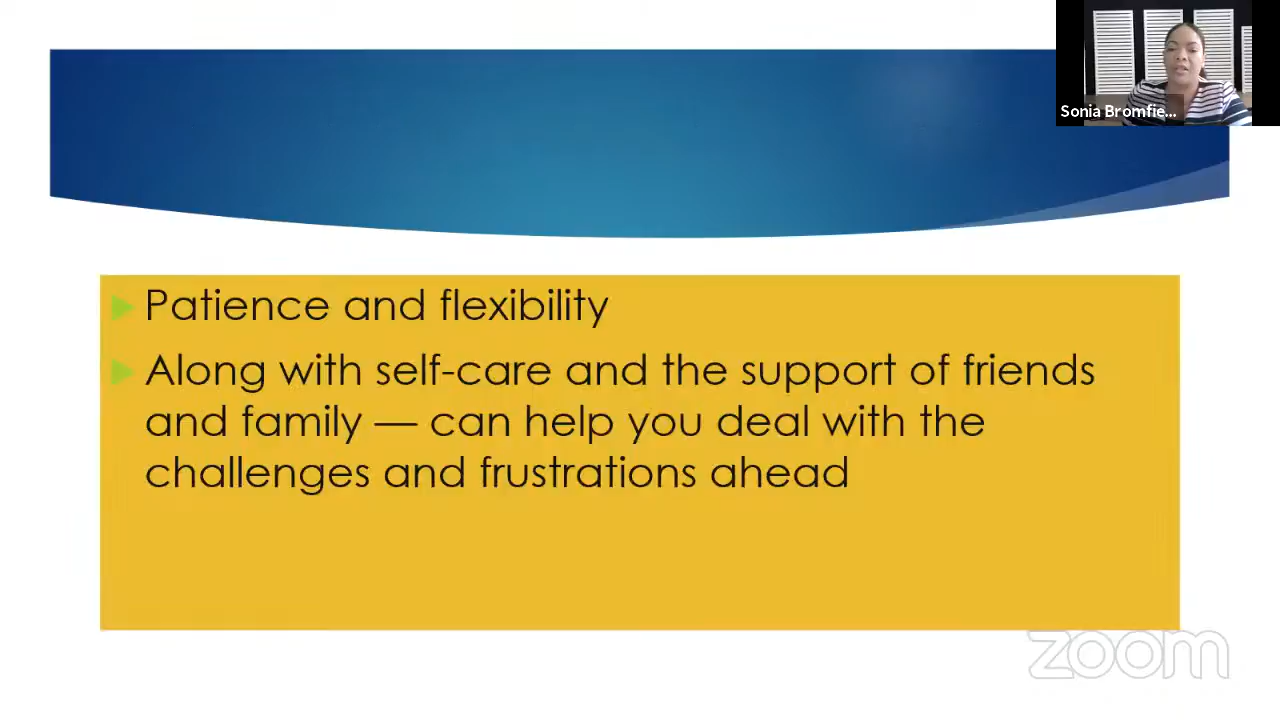 Sonia Bromfie...
Patience and flexibility
Along with self-care and the support of friends
and family — can help you deal with the
challenges and frustrations ahead
zoom